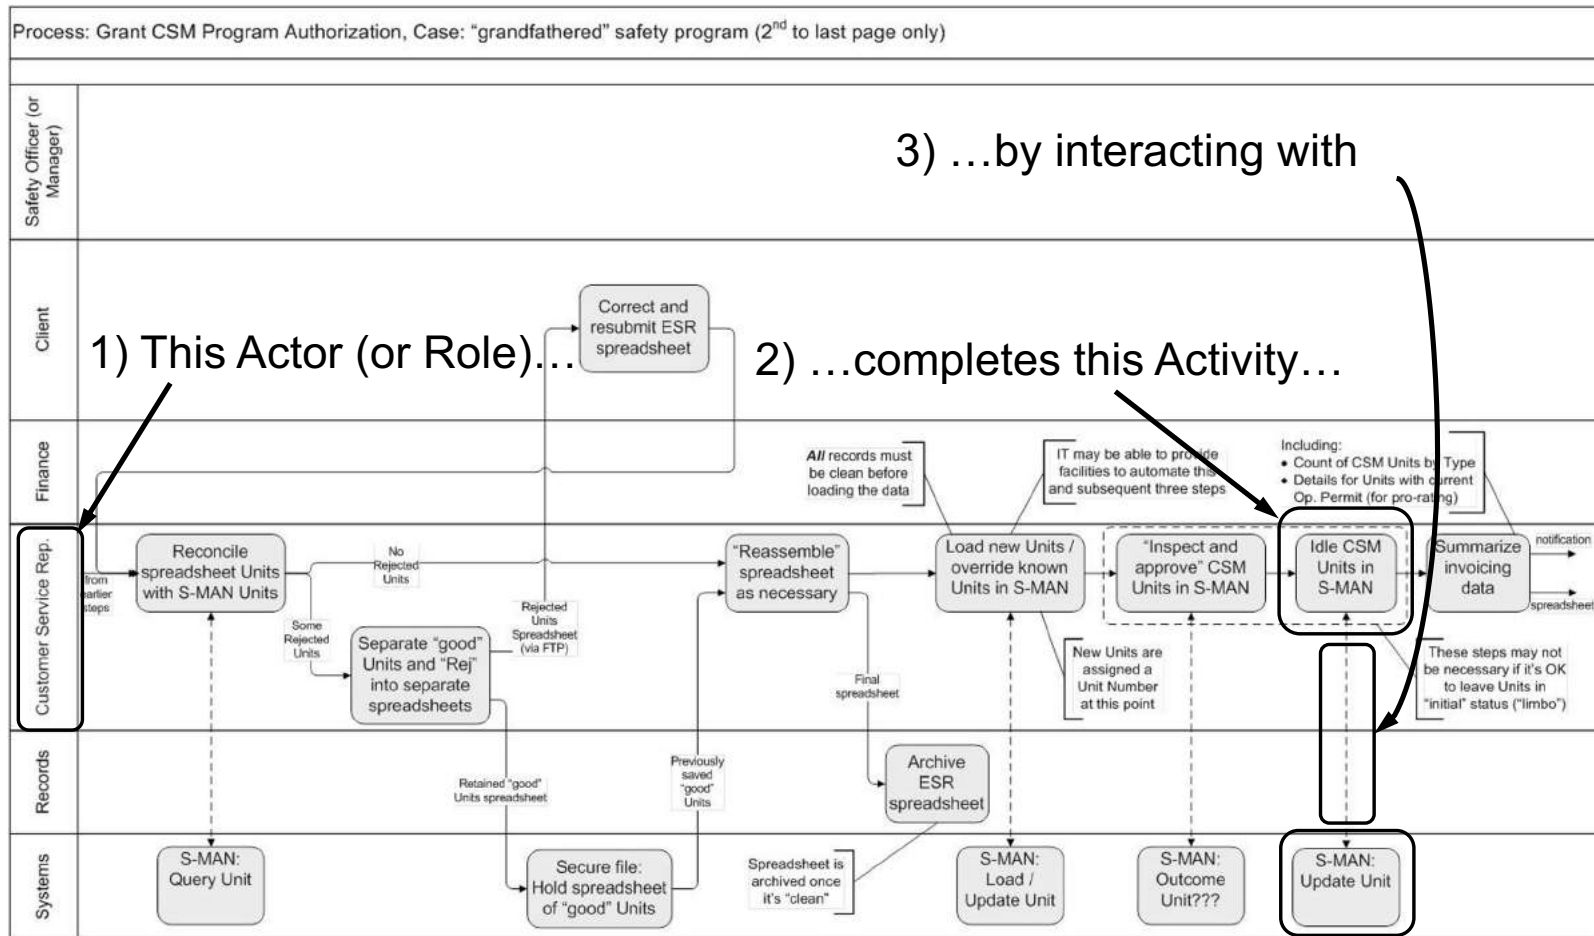 Process: Grant CSM Program Authorization, Case: “grandfathered” safety program (2nd to last page only)
Safety Officer (or
Manager)
3) …by interacting with
Client
Correct and
resubmit ESR
spreadsheet
1) This Actor (or Role)…
2) …completes this Activity…
Finance
All records must
be clean before
loading the data
IT may be able to provide
facilities to automate this
and subsequent three steps
Including:
• Count of CSM Units by Type
• Details for Units with current
Op. Permit (for pro-rating)
Customer Service Rep.
from
earlier
steps
Reconcile
spreadsheet Units
with S-MAN Units
No
Rejected
Units
Some
Rejected
Units
Separate “good”
Units and “Rej”
into separate
spreadsheets
Rejected
Units
Spreadsheet
(via FTP)
“Reassemble”
spreadsheet
as necessary
Final
spreadsheet
Load new Units /
override known
Units in S-MAN
New Units are
assigned a
Unit Number
at this point
“Inspect and
approve” CSM
Units in S-MAN
Idle CSM
Units in
S-MAN
Summarize
invoicing
data
notification
spreadsheet
These steps may not
be necessary if it's OK
to leave Units in
“initial” status (“limbo”)
Records
Retained “good”
Units spreadsheet
Previously
saved
“good”
Units
Archive
ESR
spreadsheet
Systems
S-MAN:
Query Unit
Secure file:
Hold spreadsheet
of “good” Units
Spreadsheet is
archived once
it's “clean”
S-MAN:
Load /
Update Unit
S-MAN:
Outcome
Unit???
S-MAN:
Update Unit